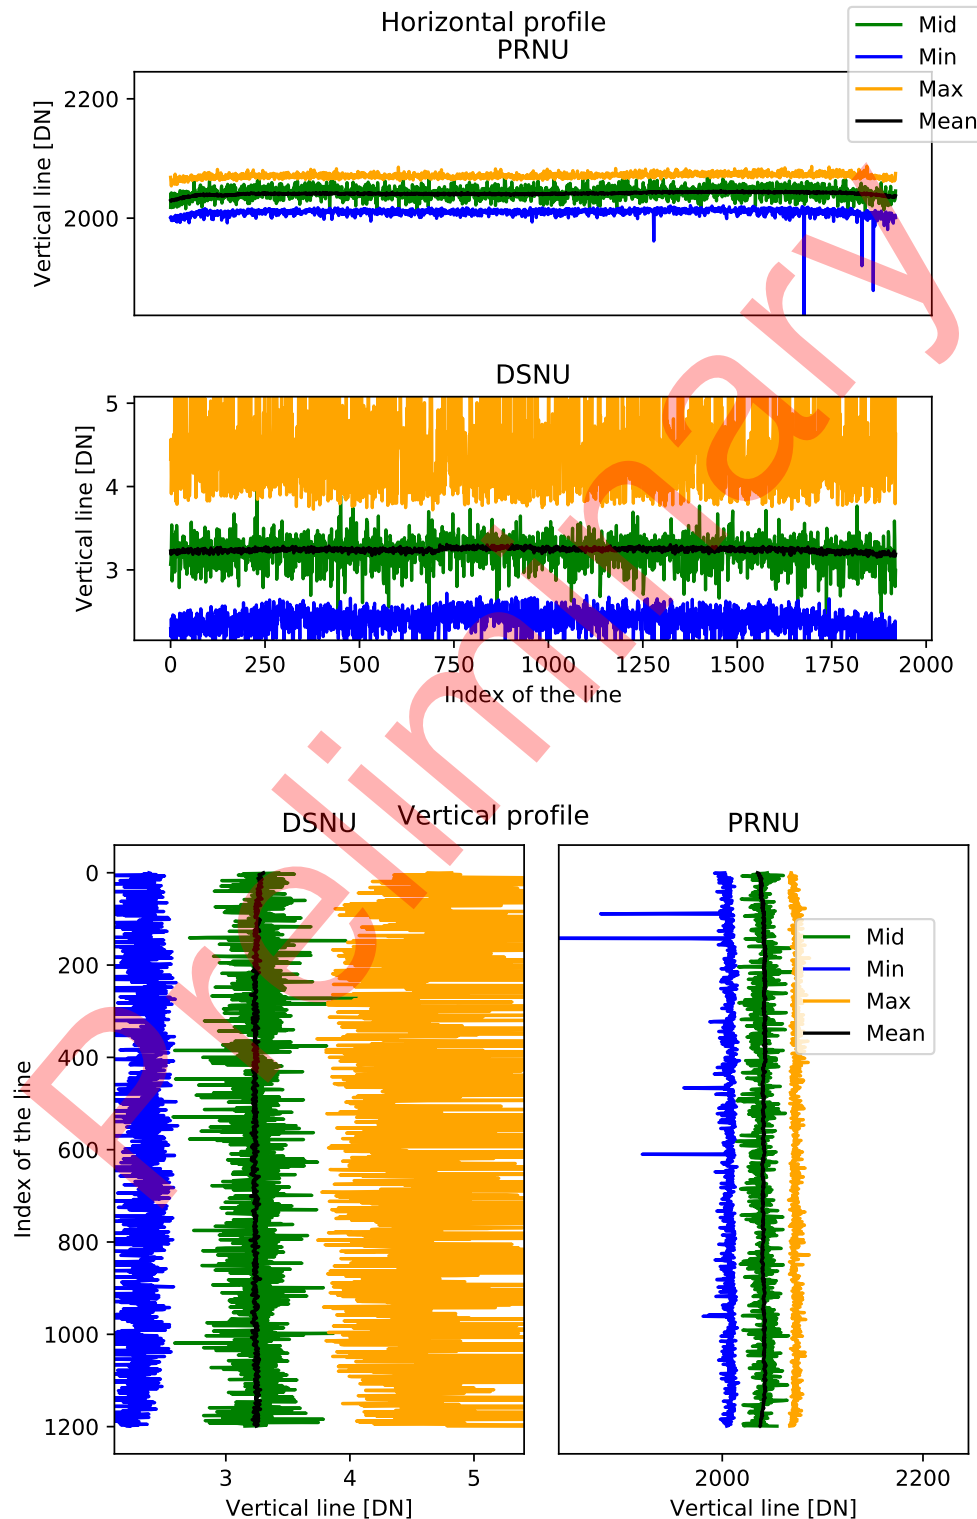 Horizontal profile
PRNU
Mid
Min
Max
Mean
2200
2000
Vertical line [DN]
DSNU
5
4
3
Vertical line [DN]
0 250 500 750 1000 1250 1500 1750 2000
Index of the line
Preliminary
Vertical profile
DSNU
PRNU
0
200
400
600
800
1000
1200
Index of the line
Mid
Min
Max
Mean
3 4 5
2000 2200
Vertical line [DN]
Vertical line [DN]